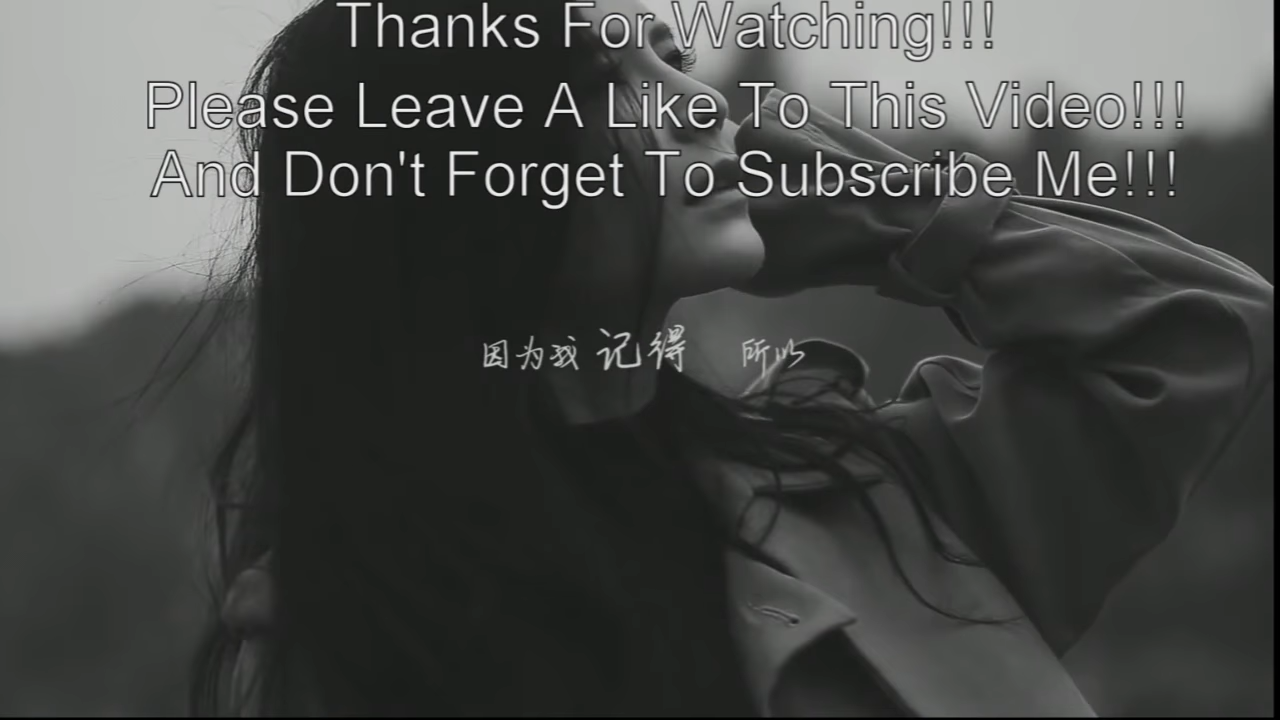 Thanks For Watching!!!
Please Leave A Like To This Video!!!
And Don't Forget To Subscribe Me!!!
因为我 记得 所以